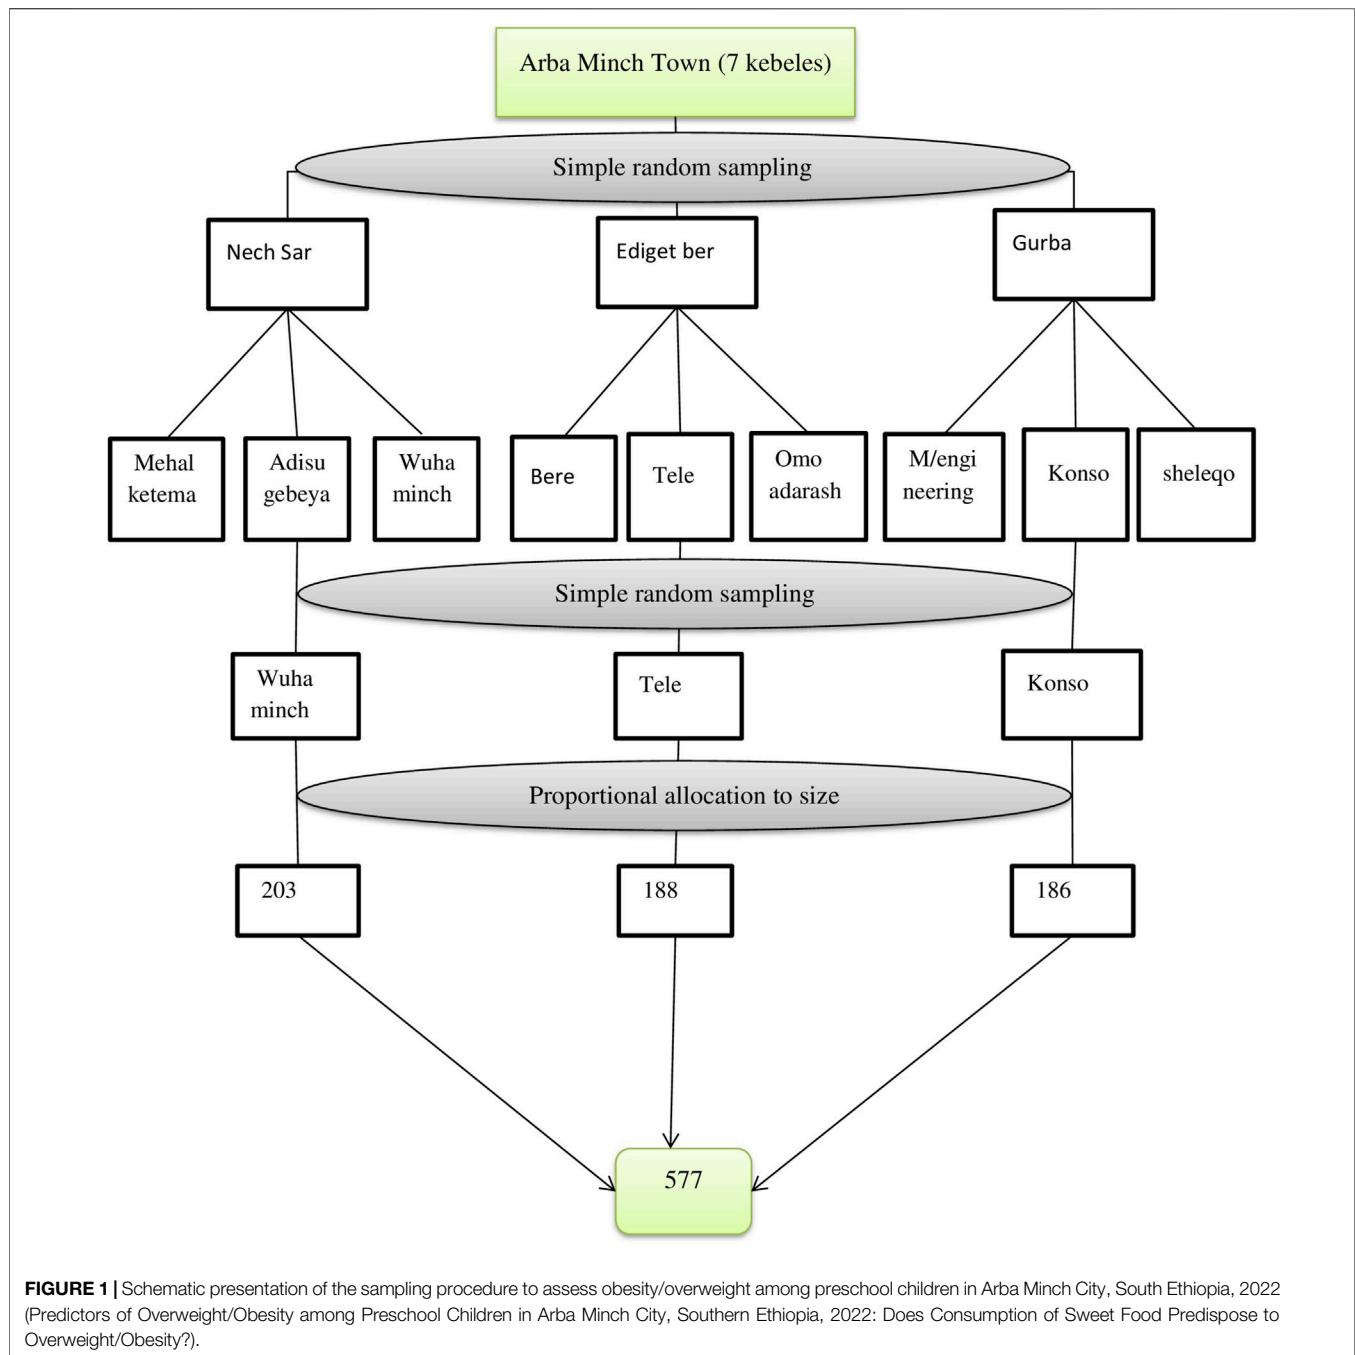 Arba Minch Town (7 kebeles)
Simple random sampling
Nech Sar
Ediget ber
Gurba
Mehal
ketema
Adisu
gebeya
Wuha
minch
Bere
Tele
Omo
adarash
M/engi
neering
Konso
sheleqo
Simple random sampling
Wuha
minch
Tele
Konso
Proportional allocation to size
203
188
186
577
FIGURE 1 | Schematic presentation of the sampling procedure to assess obesity/overweight among preschool children in Arba Minch City, South Ethiopia, 2022
(Predictors of Overweight/Obesity among Preschool Children in Arba Minch City, Southern Ethiopia, 2022: Does Consumption of Sweet Food Predispose to
Overweight/Obesity?).